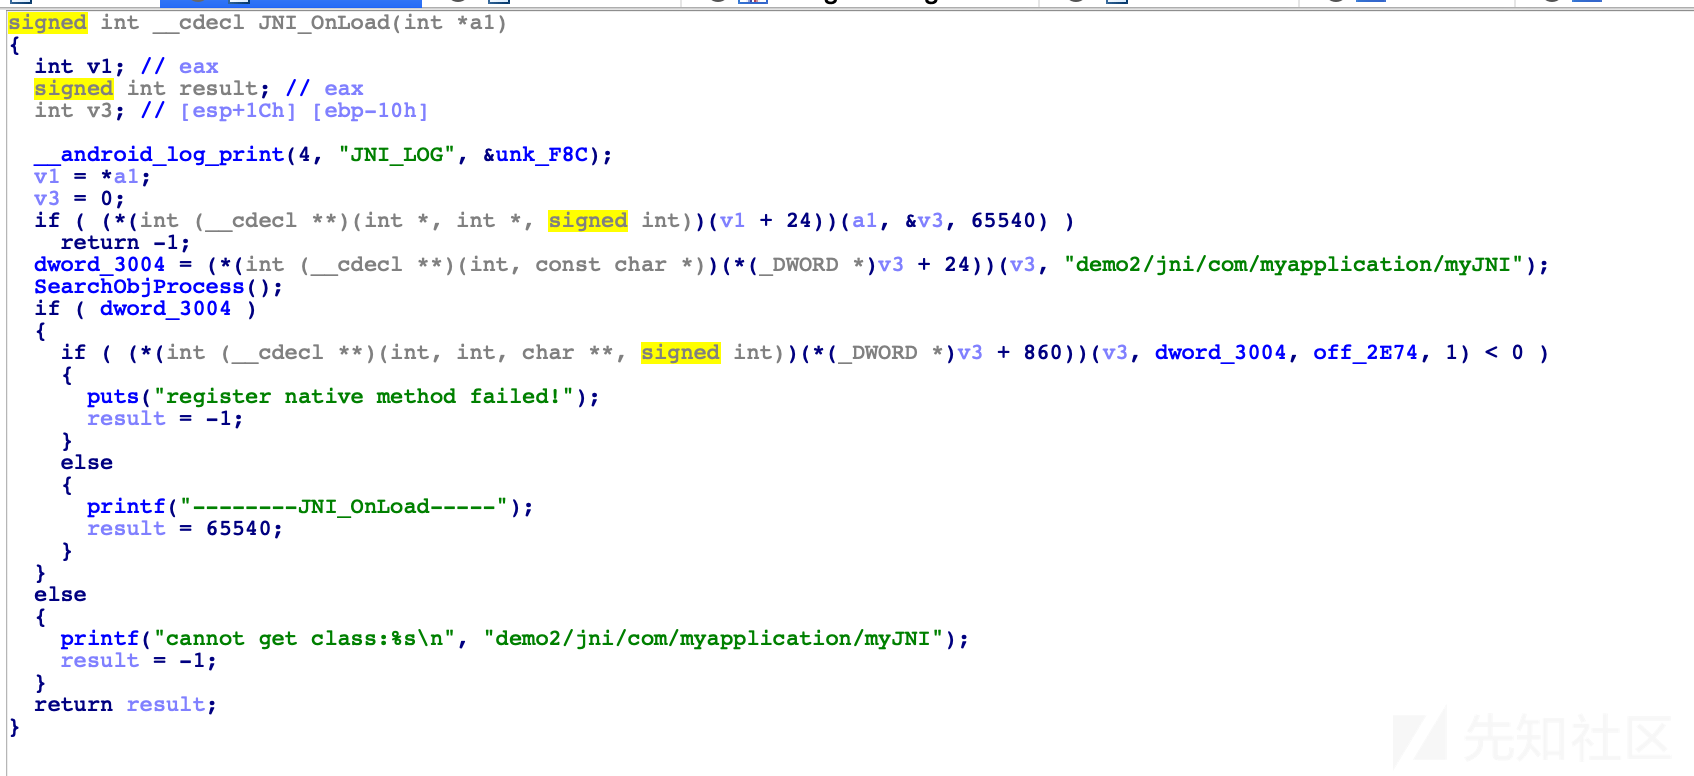 signed int __cdecl JNI_OnLoad(int *a1)
{
  int v1; // eax
  signed int result; // eax
  int v3; // [esp+1Ch] [ebp-10h]

  __android_log_print(4, "JNI_LOG", &unk_F8C);
  v1 = *a1;
  v3 = 0;
  if ( (*(int (__cdecl **)(int *, int *, signed int))(v1 + 24))(a1, &v3, 65540) )
    return -1;
  dword_3004 = (*(int (__cdecl **)(int, const char *))(*(_DWORD *)v3 + 24))(v3, "demo2/jni/com/myapplication/myJNI");
  SearchObjProcess();
  if ( dword_3004 )
  {
    if ( (*(int (__cdecl **)(int, int, char **, signed int))(*(_DWORD *)v3 + 860))(v3, dword_3004, off_2E74, 1) < 0 )
    {
      puts("register native method failed!");
      result = -1;
    }
    else
    {
      printf("--------JNI_OnLoad-----");
      result = 65540;
    }
  }
  else
  {
    printf("cannot get class:%s\n", "demo2/jni/com/myapplication/myJNI");
    result = -1;
  }
  return result;
}
先知社区